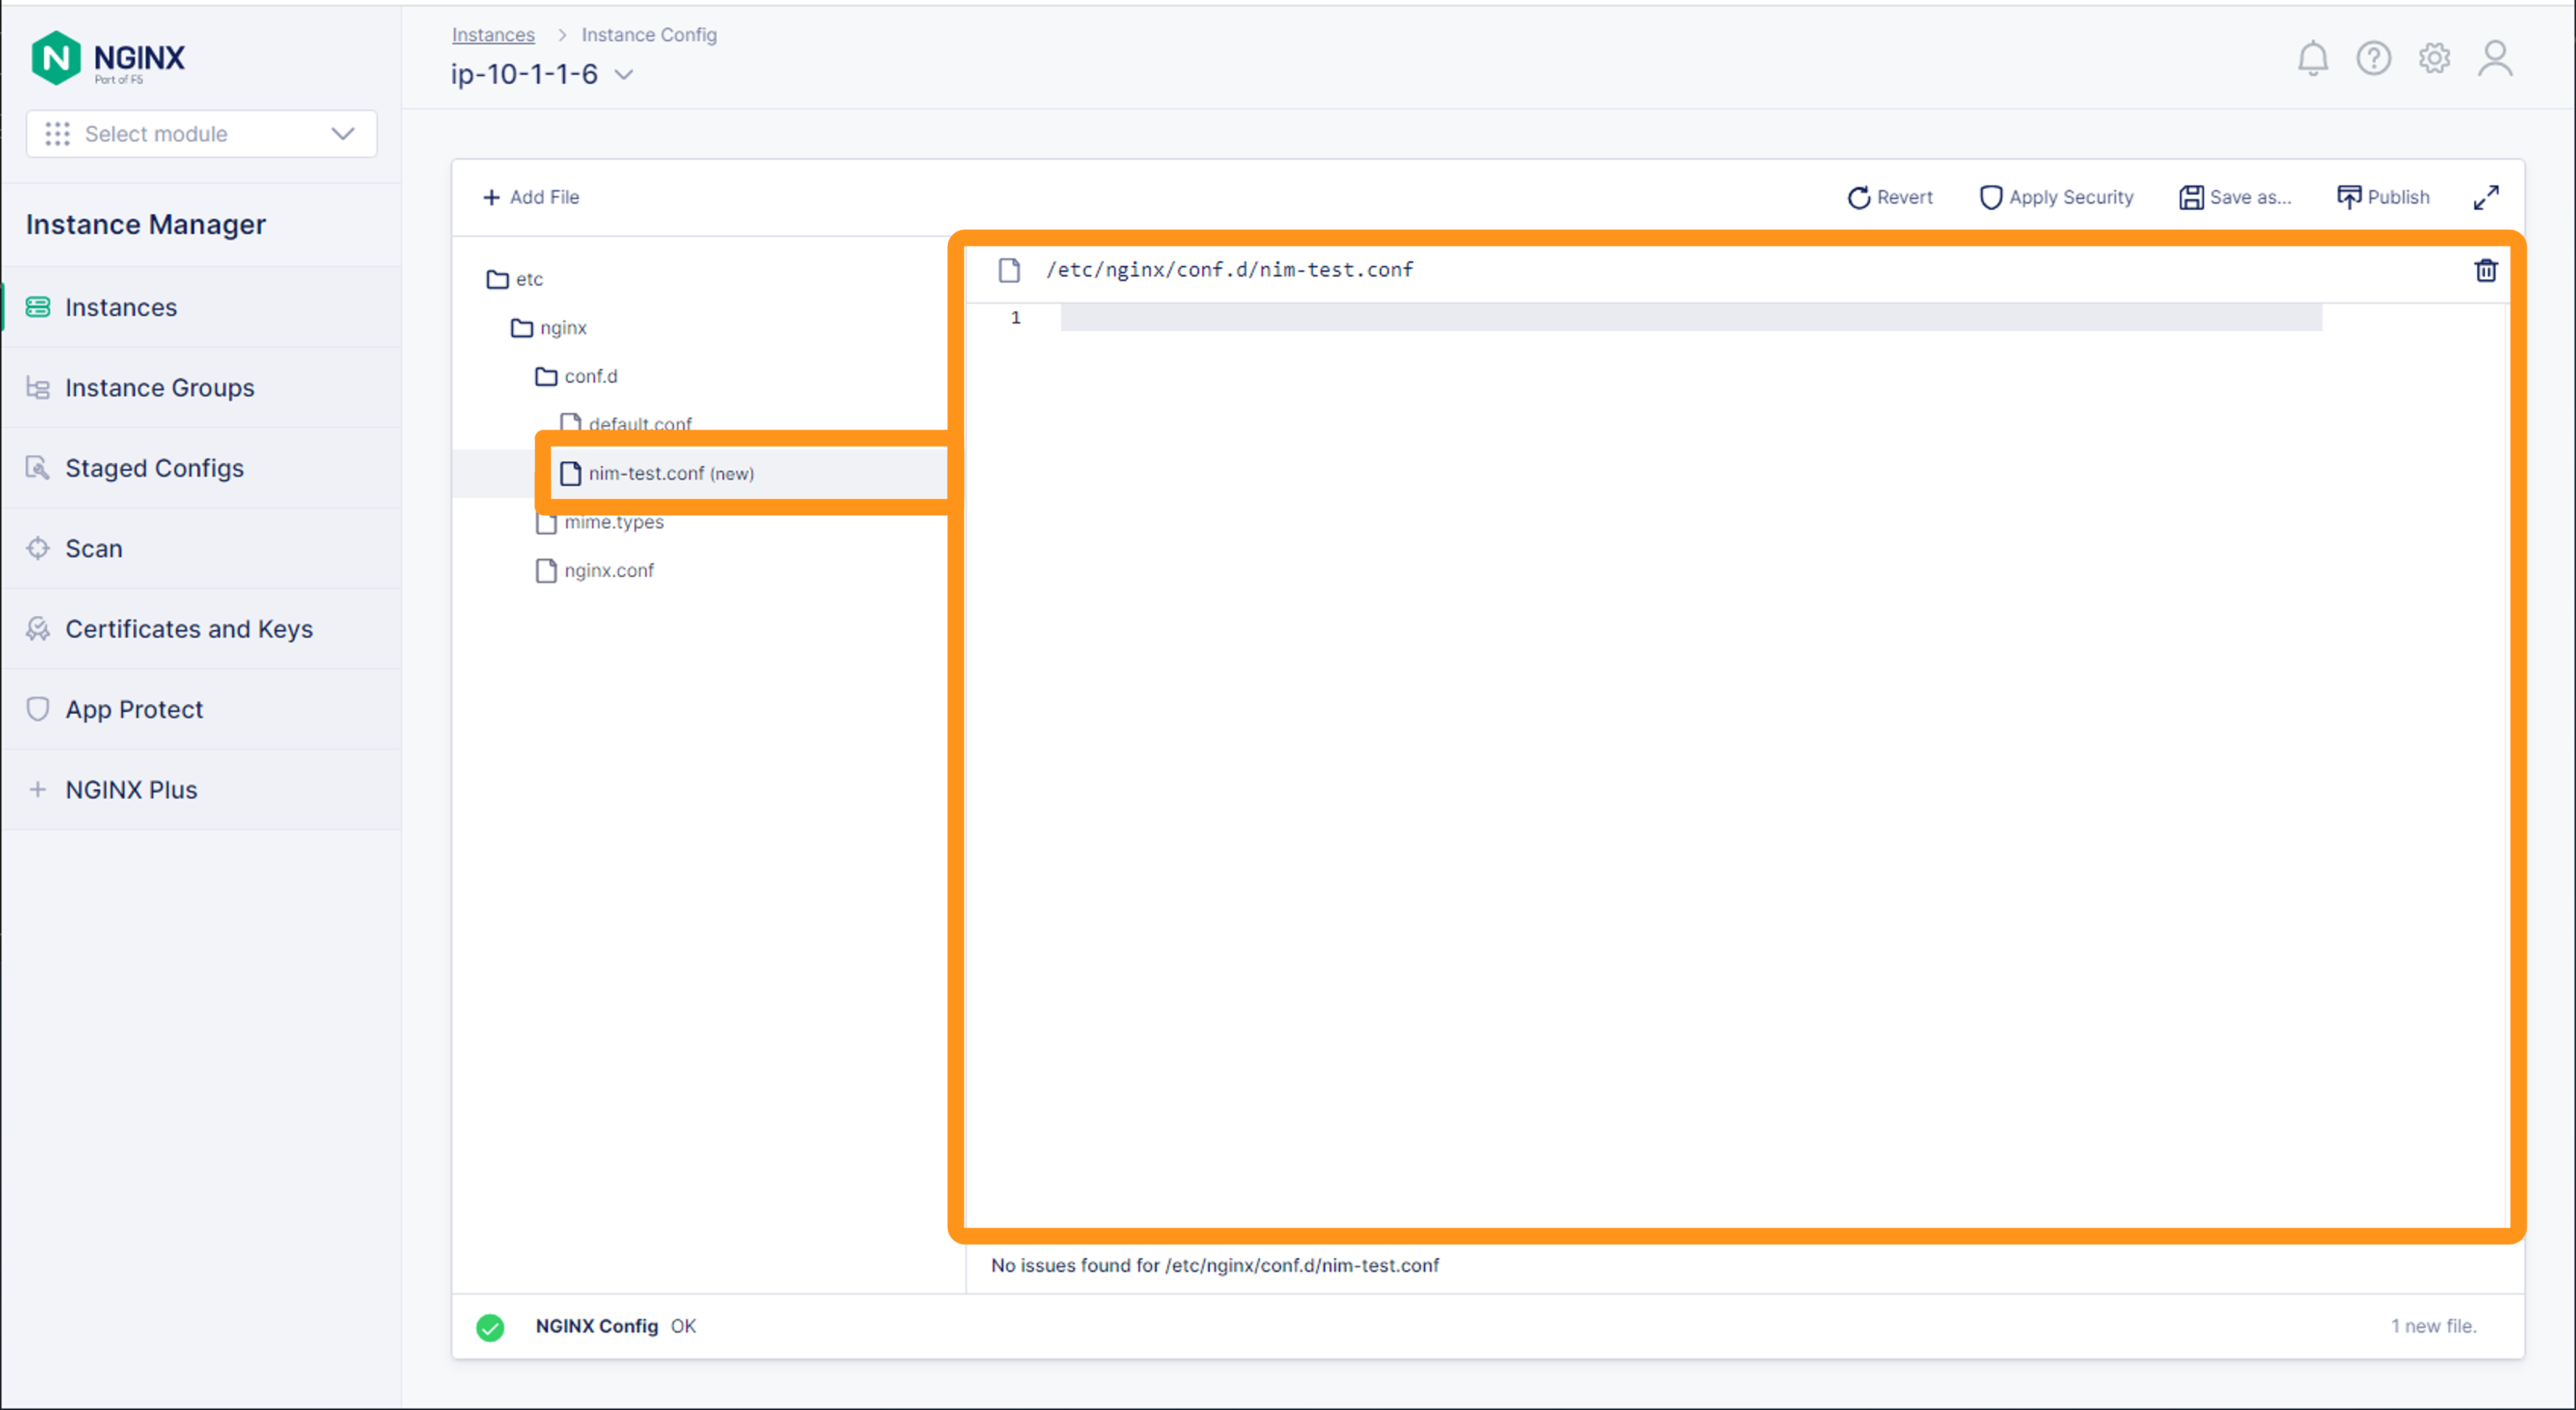 NGINX
Part of F5
Select module
Instance Manager
Instances
Instance Groups
Staged Configs
Scan
Certificates and Keys
App Protect
NGINX Plus
Instances > Instance Config
ip-10-1-1-6
Add File
Revert
Apply Security
Save as...
Publish
etc
nginx
conf.d
default.conf
nim-test.conf (new)
mime.types
nginx.conf
/etc/nginx/conf.d/nim-test.conf
1
No issues found for /etc/nginx/conf.d/nim-test.conf
NGINX Config OK
1 new file.